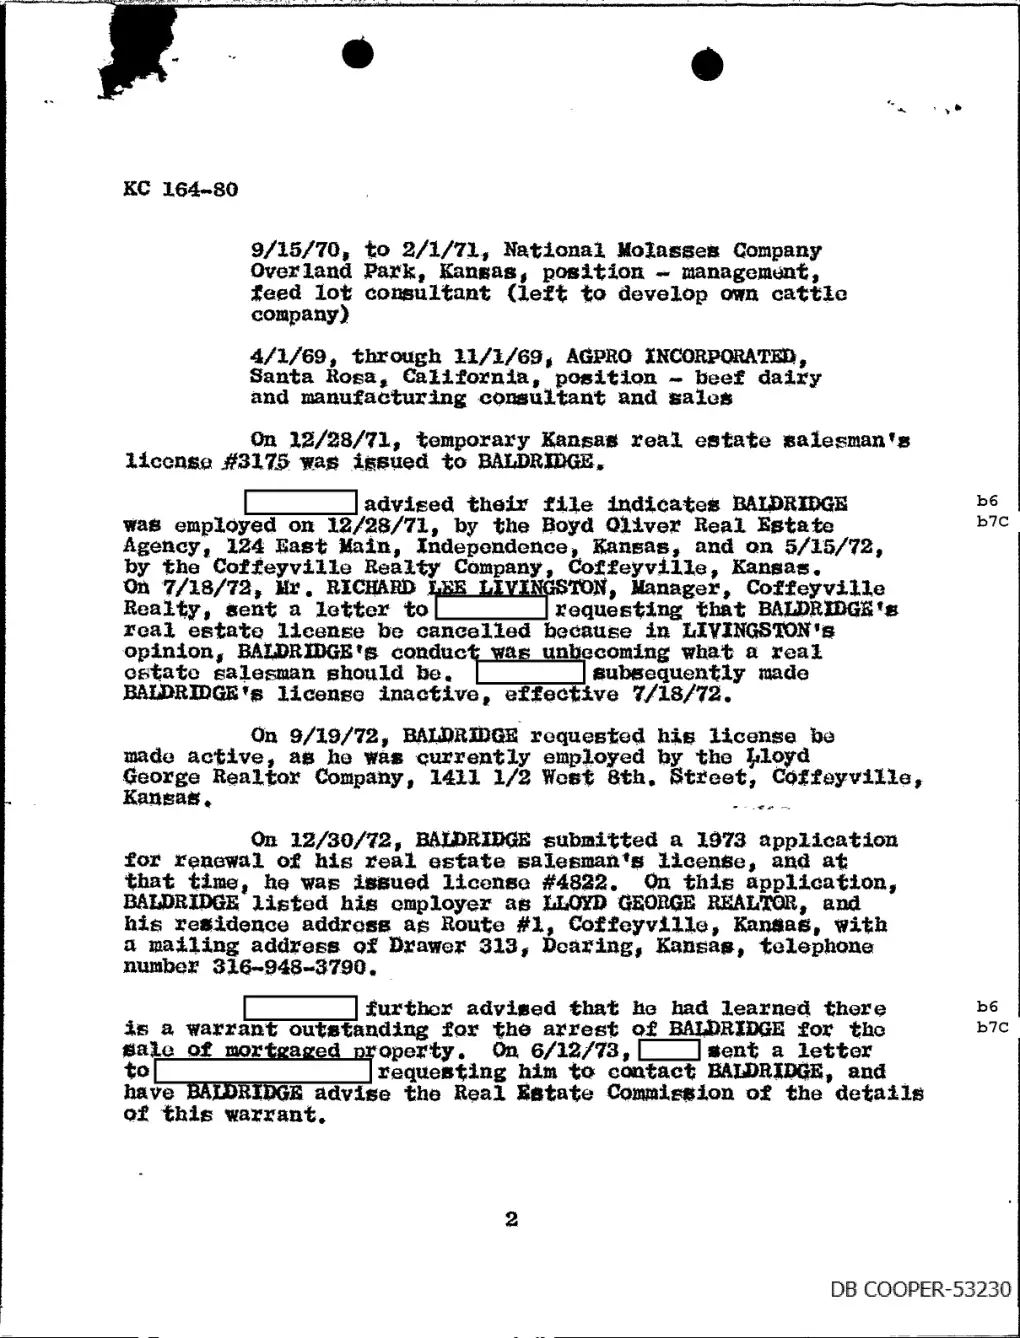 KC 164-80
9/15/70, to 2/1/71, National Molasses Company
Overland Park, Kansas, position - management,
feed lot consultant (left to develop own cattle
company)
4/1/69, through 11/1/69, AGPRO INCORPORATED,
Santa Rosa, California, position - beef dairy
and manufacturing consultant and sales
On 12/28/71, temporary Kansas real estate salesman's
license #3175 was issued to BALDRIDGE.
advised their file indicates BALDRIDGE b6
was employed on 12/28/71, by the Boyd Oliver Real Estate b7C
Agency, 124 East Main, Independence, Kansas, and on 5/15/72,
by the Coffeyville Realty Company, Coffeyville, Kansas.
On 7/18/72, Mr. RICHARD LEE LIVINGSTON, Manager, Coffeyville
Realty, sent a letter to requesting that BALDRIDGE's
real estate license be cancelled because in LIVINGSTON's
opinion, BALDRIDGE's conduct was unbecoming what a real
estate salesman should be. subsequently made
BALDRIDGE's license inactive, effective 7/18/72.
On 9/19/72, BALDRIDGE requested his license be
made active, as he was currently employed by the Lloyd
George Realtor Company, 1411 1/2 West 8th. Street, Coffeyville,
Kansas.
On 12/30/72, BALDRIDGE submitted a 1973 application
for renewal of his real estate salesman's license, and at
that time, he was issued license #4822. On this application,
BALDRIDGE listed his employer as LLOYD GEORGE REALTOR, and
his residence address as Route #1, Coffeyville, Kansas, with
a mailing address of Drawer 313, Dearing, Kansas, telephone
number 316-948-3790.
further advised that he had learned there b6
is a warrant outstanding for the arrest of BALDRIDGE for the b7C
sale of mortgaged property. On 6/12/73, sent a letter
to requesting him to contact BALDRIDGE, and
have BALDRIDGE advise the Real Estate Commission of the details
of this warrant.
2
DB COOPER-53230